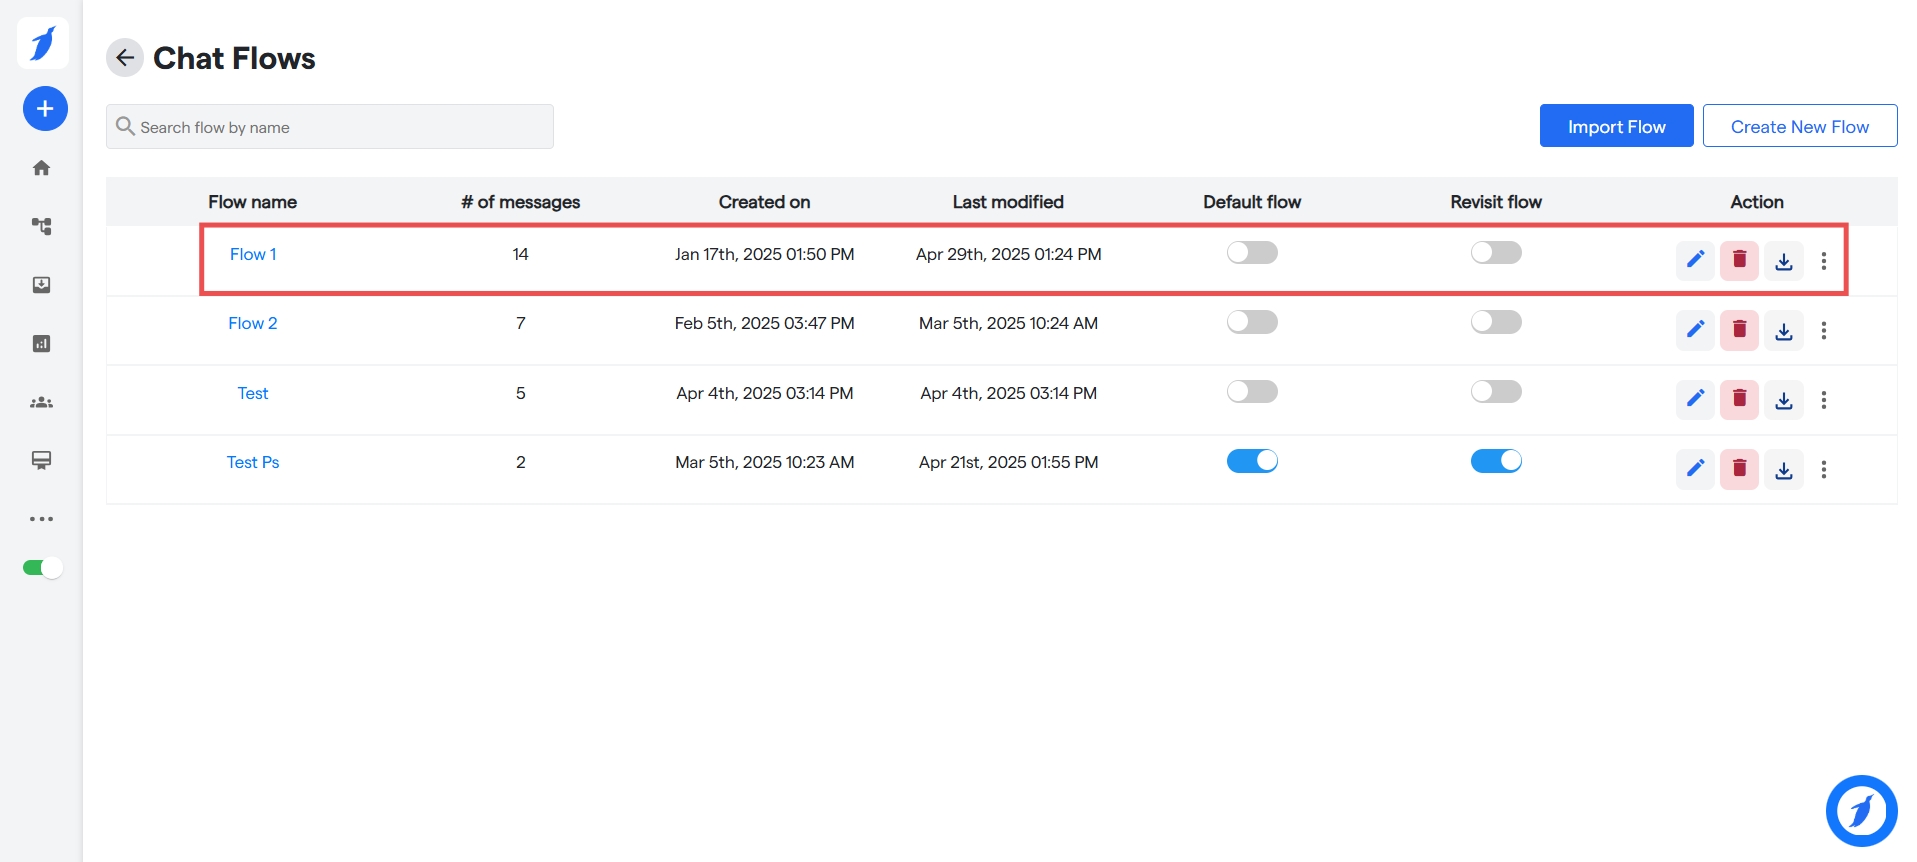 Chat Flows
Search flow by name
Import Flow
Create New Flow
Flow name # of messages Created on Last modified Default flow Revisit flow Action
Flow 1 14 Jan 17th, 2025 01:50 PM Apr 29th, 2025 01:24 PM
Flow 2 7 Feb 5th, 2025 03:47 PM Mar 5th, 2025 10:24 AM
Test 5 Apr 4th, 2025 03:14 PM Apr 4th, 2025 03:14 PM
Test Ps 2 Mar 5th, 2025 10:23 AM Apr 21st, 2025 01:55 PM